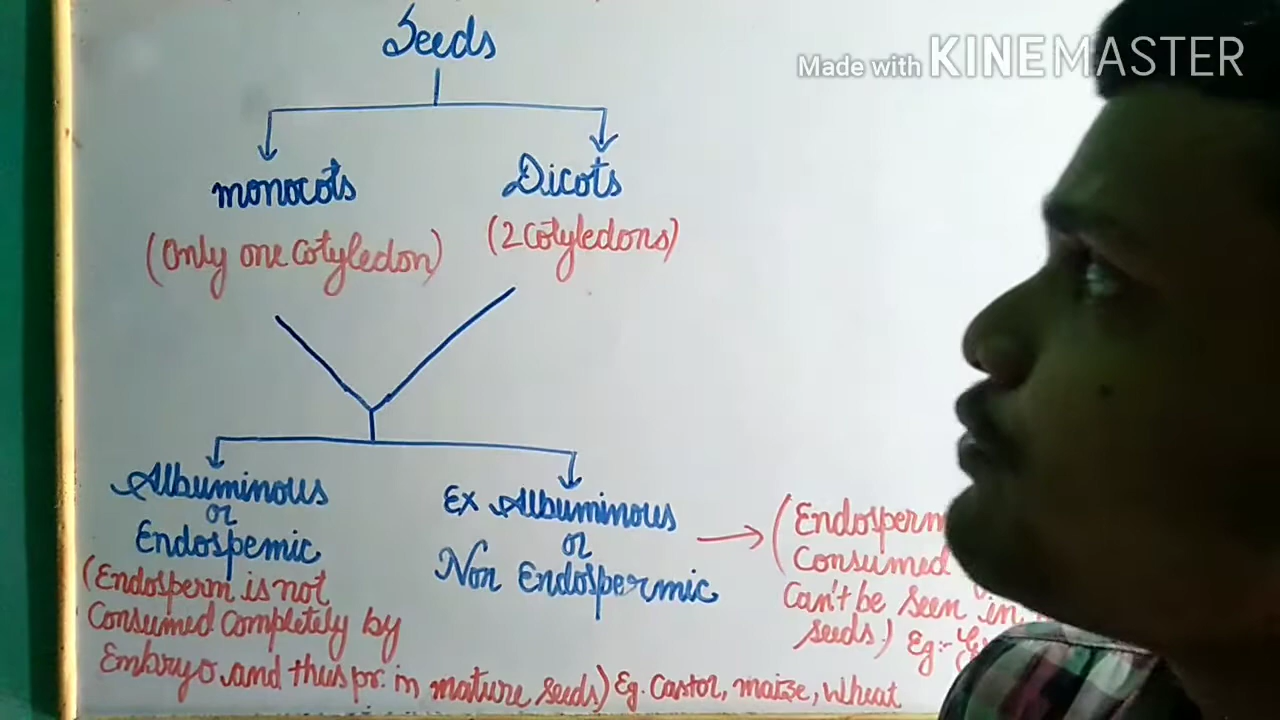 Seeds
Made with KINEMASTER
monocots
Dicots
(Only one cotyledon)
(2 Cotyledons)
Albuminous
or
Endospemic
(Endosperm is not
Consumed completely by
Embryo and thus pr. in mature seeds) Eg. Castor, maize, wheat
Ex Albuminous
or
Non Endospermic
(Endosperm
Consumed
Can't be seen in
seeds.) Eg:-